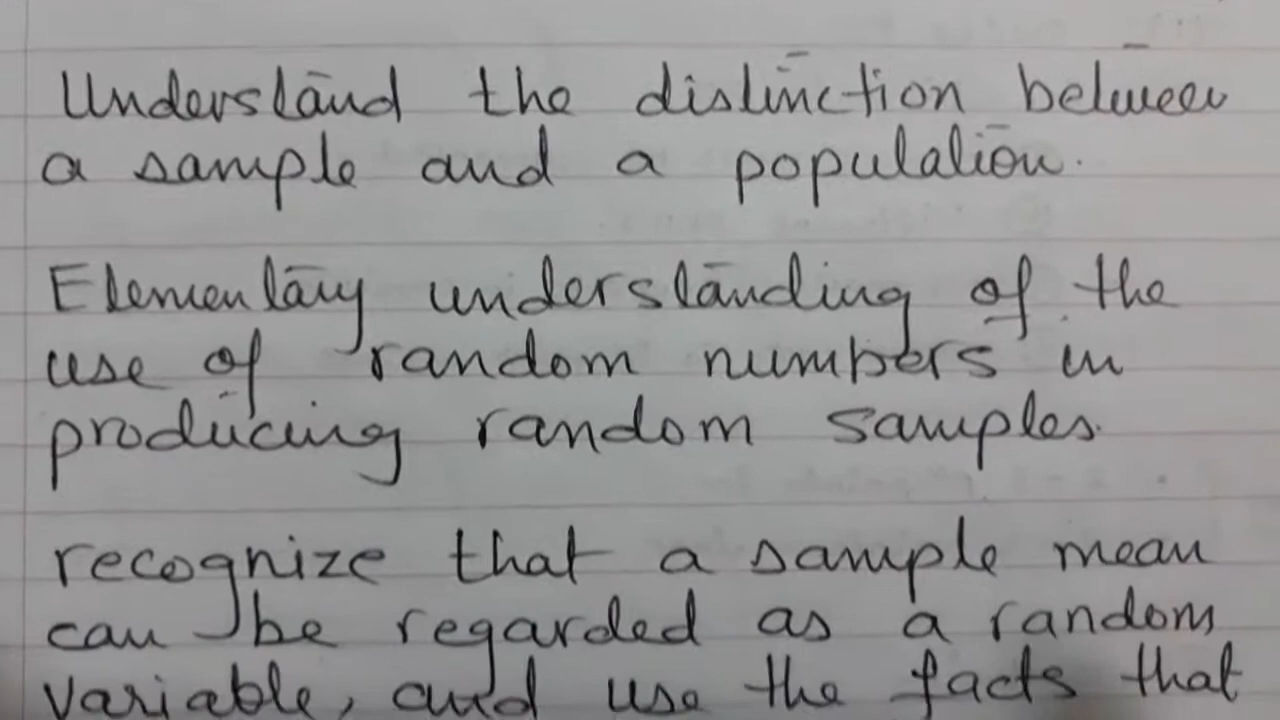 Understand the distinction between
a sample and a population.
Elementary understanding of the
use of random numbers in
producing random samples.
recognize that a sample mean
can be regarded as a random
variable, and use the facts that